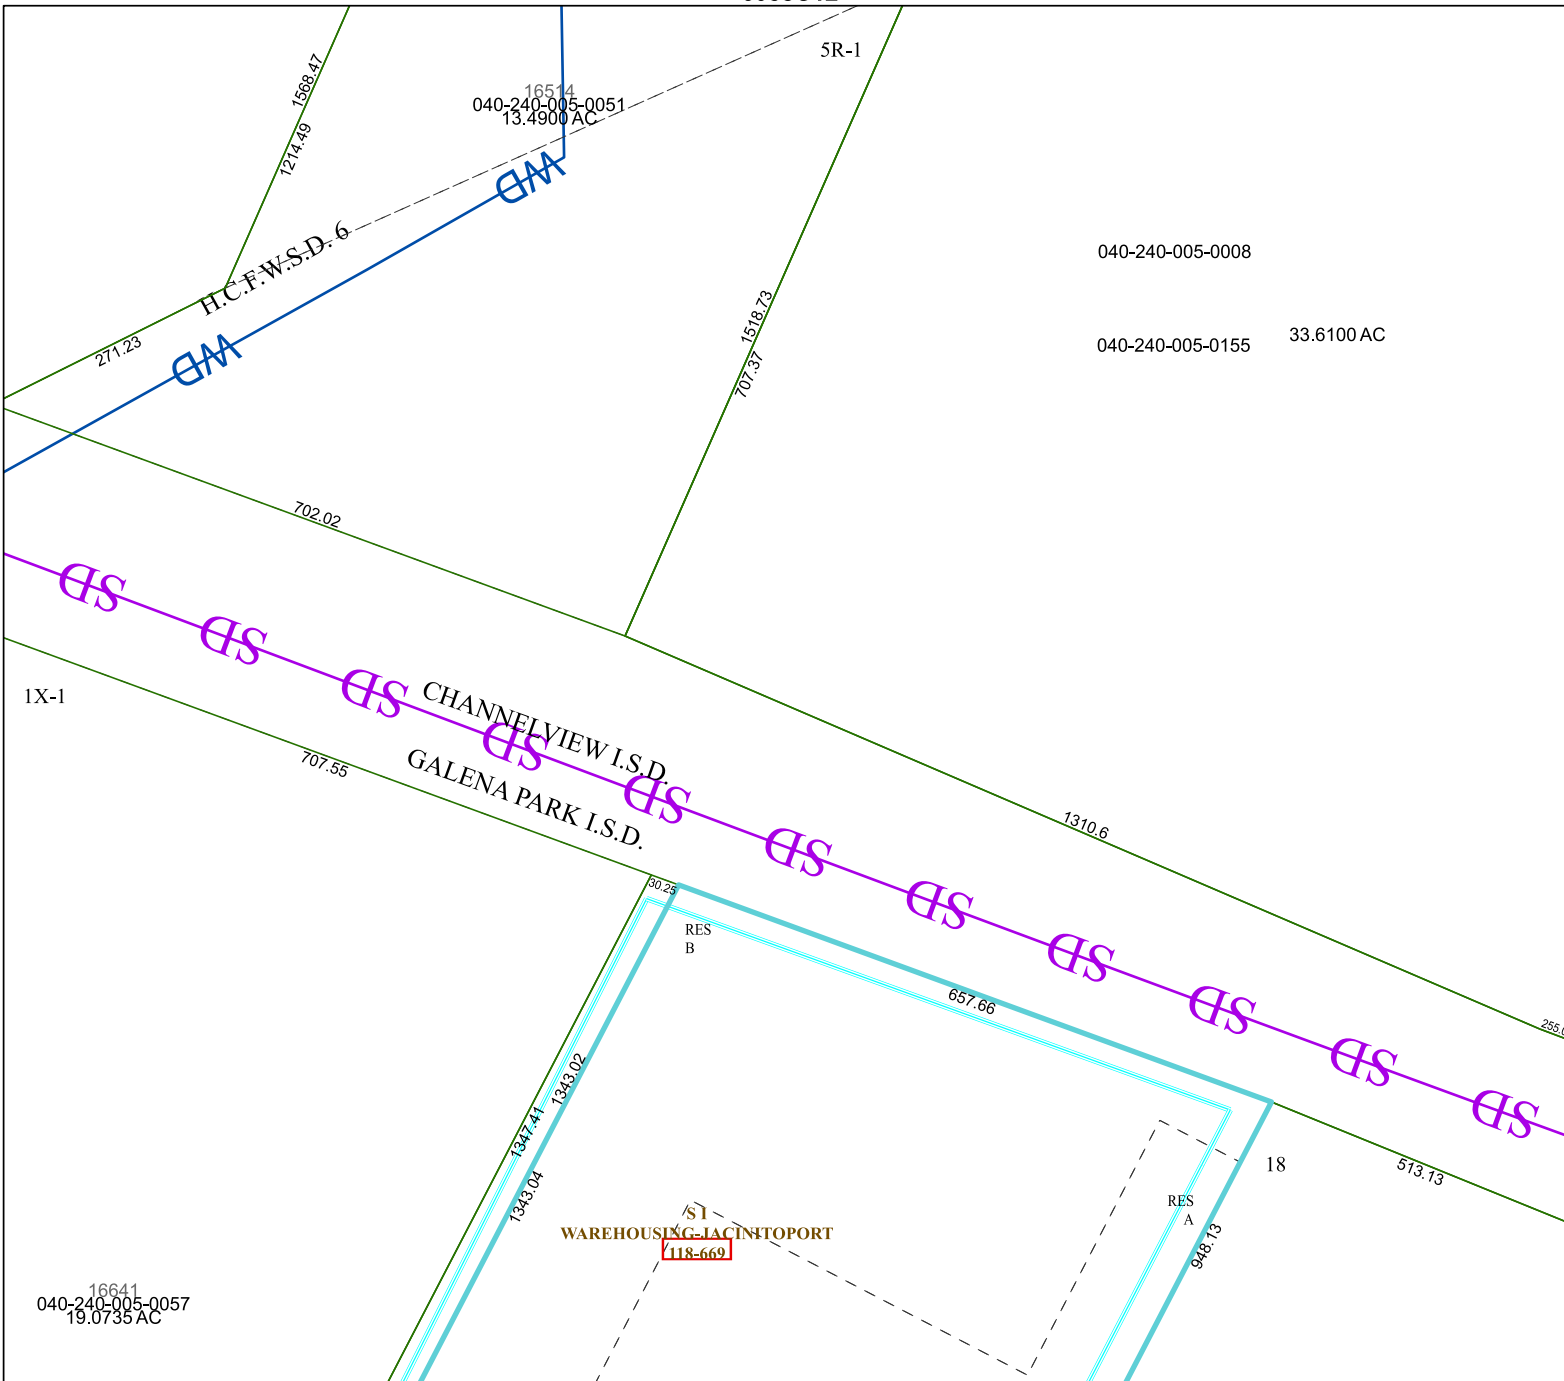 5R-1
1568.47
1214.49
16514
040-240-005-0051
13.4900 AC
WD
H.C.F.W.S.D. 6
WD
271.23
040-240-005-0008
1518.73
707.37
040-240-005-0155
33.6100 AC
702.02
SD
SD
SD
SD
SD
SD
SD
SD
SD
SD
SD
1X-1
CHANNELVIEW I.S.D.
GALENA PARK I.S.D.
707.55
1310.6
30.25
RES
B
657.66
1343.02
1347.41
1343.04
18
513.13
RES
A
948.13
S I
WAREHOUSING-JACINITOPORT
118-669
16641
040-240-005-0057
19.0735 AC